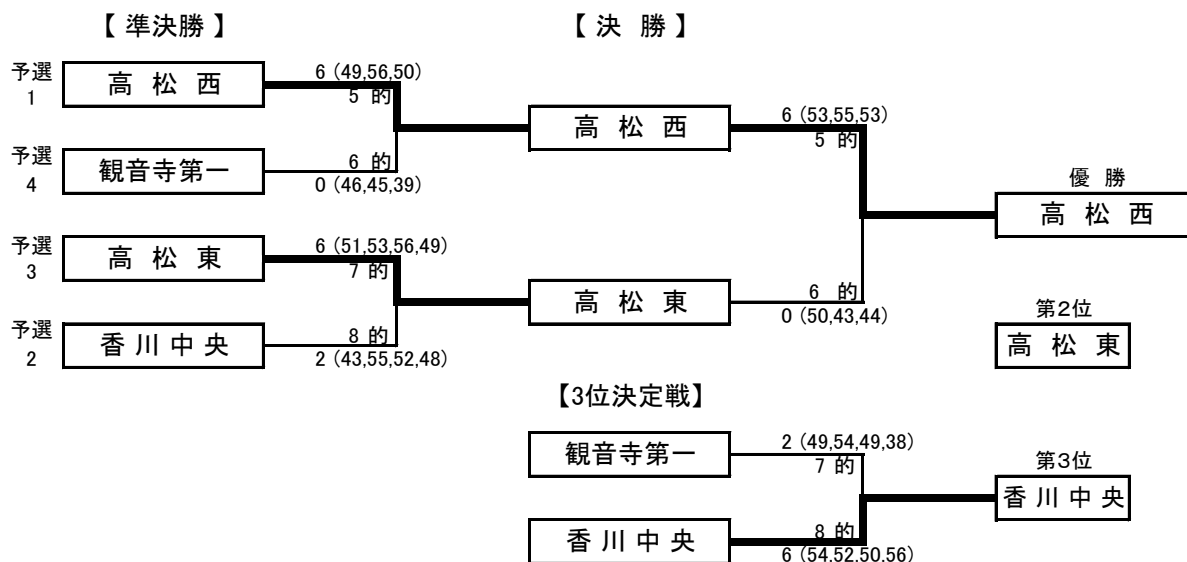 【 準決勝 】
【 決 勝 】
予選
1
高 松 西
6 (49,56,50)
5 的
予選
4
観音寺第一
6 的
0 (46,45,39)
高 松 西
6 (53,55,53)
5 的
優 勝
高 松 西
予選
3
高 松 東
6 (51,53,56,49)
7 的
予選
2
香 川 中 央
8 的
2 (43,55,52,48)
高 松 東
6 的
0 (50,43,44)
第2位
高 松 東
【3位決定戦】
観音寺第一
2 (49,54,49,38)
7 的
香 川 中 央
8 的
6 (54,52,50,56)
第3位
香 川 中 央